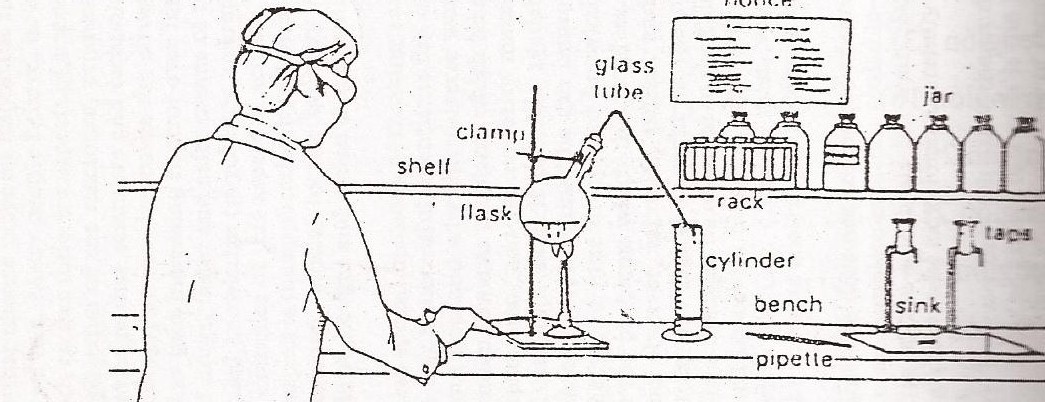 notice
glass
tube
jar
clamp
shelf
rack
flask
taps
cylinder
bench
sink
pipette